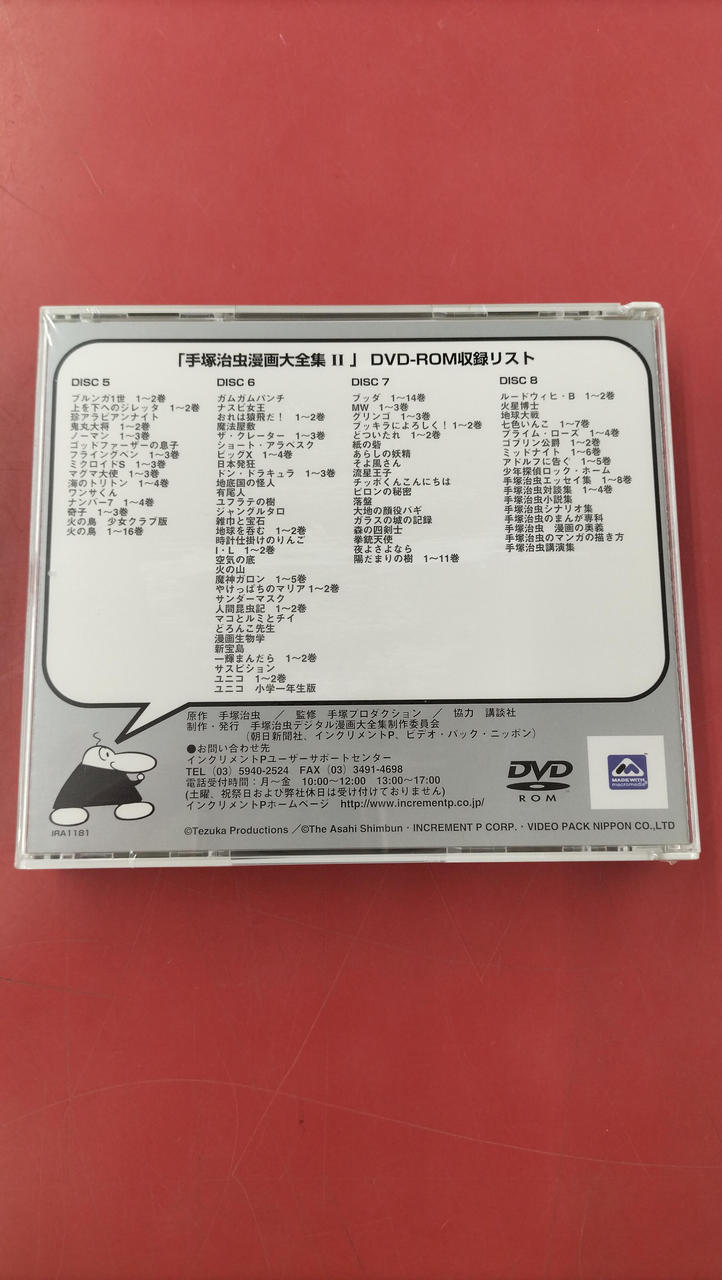 「手塚治虫漫画大全集 II 」 DVD-ROM収録リスト
DISC 5
ブルンガ1世 1〜2巻
上を下へのジレッタ 1〜2巻
珍アラビアンナイト
鬼丸大将 1〜2巻
ノーマン 1〜3巻
ゴッドファーザーの息子
フライングベン 1〜3巻
ミクロイドS 1〜3巻
マグマ大使 1〜3巻
海のトリトン 1〜4巻
ワンサくん
ナンバー7 1〜4巻
奇子 1〜3巻
火の鳥 少女クラブ版
火の鳥 1〜16巻
DISC 6
ガムガムパンチ
ナスビ女王
おれは猿飛だ！ 1〜2巻
魔法屋敷
ザ・クレーター 1〜3巻
ショート・アラベスク
ビッグX 1〜4巻
日本発狂
ドン・ドラキュラ 1〜3巻
地底国の怪人
有尾人
ユフラテの樹
ジャングルタロ
雑巾と宝石
地球を呑む 1〜2巻
時計仕掛けのりんご
I・L 1〜2巻
空気の底
火の山
魔神ガロン 1〜5巻
やけっぱちのマリア 1〜2巻
サンダーマスク
人間昆虫記 1〜2巻
マコとルミとチイ
どろんこ先生
漫画生物学
新宝島
一輝まんだら 1〜2巻
サスピション
ユニコ 1〜2巻
ユニコ 小学一年生版
DISC 7
ブッダ 1〜14巻
MW 1〜3巻
グリンゴ 1〜3巻
ブッキラによろしく！ 1〜2巻
どついたれ 1〜2巻
紙の砦
あらしの妖精
そよ風さん
流星王子
チッポくんこんにちは
ピロンの秘密
落盤
大地の顔役バギ
ガラスの城の記録
森の四剣士
拳銃天使
夜よさよなら
陽だまりの樹 1〜11巻
DISC 8
ルードウィヒ・B 1〜2巻
火星博士
地球大戦
七色いんこ 1〜7巻
プライム・ローズ 1〜4巻
ゴブリン公爵 1〜2巻
ミッドナイト 1〜6巻
アドルフに告ぐ 1〜5巻
少年探偵ロック・ホーム
手塚治虫エッセイ集 1〜8巻
手塚治虫対談集 1〜4巻
手塚治虫小説集
手塚治虫シナリオ集
手塚治虫のまんが専科
手塚治虫 漫画の奥義
手塚治虫のマンガの描き方
手塚治虫講演集
原作 手塚治虫 ／ 監修 手塚プロダクション ／ 協力 講談社
制作・発行 手塚治虫デジタル漫画大全集制作委員会
(朝日新聞社、インクリメントP、ビデオ・パック・ニッポン)
●お問い合わせ先
インクリメントPユーザーサポートセンター
TEL (03) 5940-2524 FAX (03) 3491-4698
電話受付時間：月〜金 10:00〜12:00 13:00〜17:00
(土曜、祝祭日および弊社休日は受け付けておりません)
インクリメントPホームページ http://www.incrementp.co.jp/
DVD
ROM
MADE WITH
macromedia
IRA1181
©Tezuka Productions ／©The Asahi Shimbun・INCREMENT P CORP.・VIDEO PACK NIPPON CO.,LTD